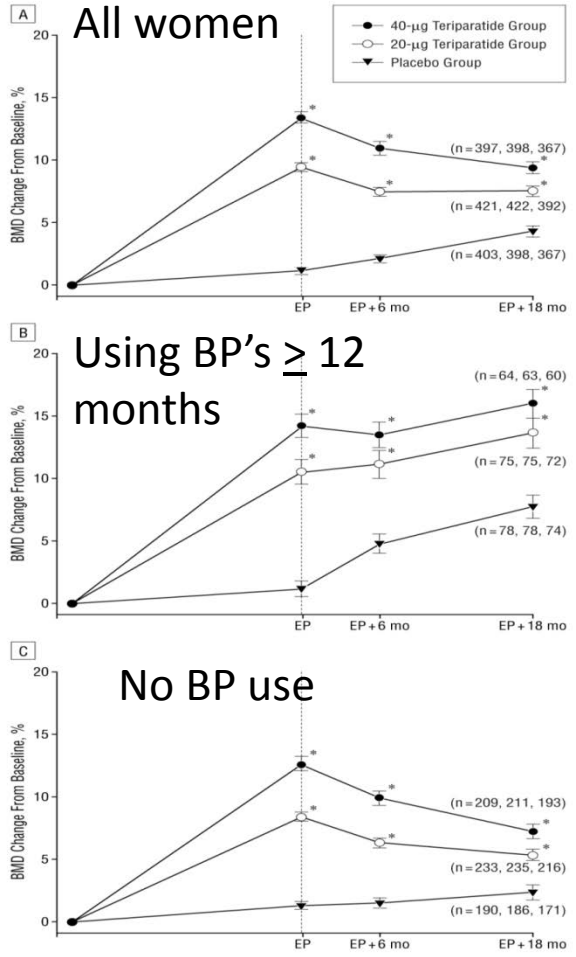 A
All women
40-μg Teriparatide Group
20-μg Teriparatide Group
Placebo Group
BMD Change From Baseline, %
20
15
10
5
0
*
*
*
*
*
*
(n=397, 398, 367)
(n=421, 422, 392)
(n=403, 398, 367)
EP
EP+6 mo
EP+18 mo
B
Using BP’s ≥ 12
months
BMD Change From Baseline, %
20
15
10
5
0
*
*
*
*
*
*
(n=64, 63, 60)
(n=75, 75, 72)
(n=78, 78, 74)
EP
EP+6 mo
EP+18 mo
C
No BP use
BMD Change From Baseline, %
20
15
10
5
0
*
*
*
*
*
*
(n=209, 211, 193)
(n=233, 235, 216)
(n=190, 186, 171)
EP
EP+6 mo
EP+18 mo